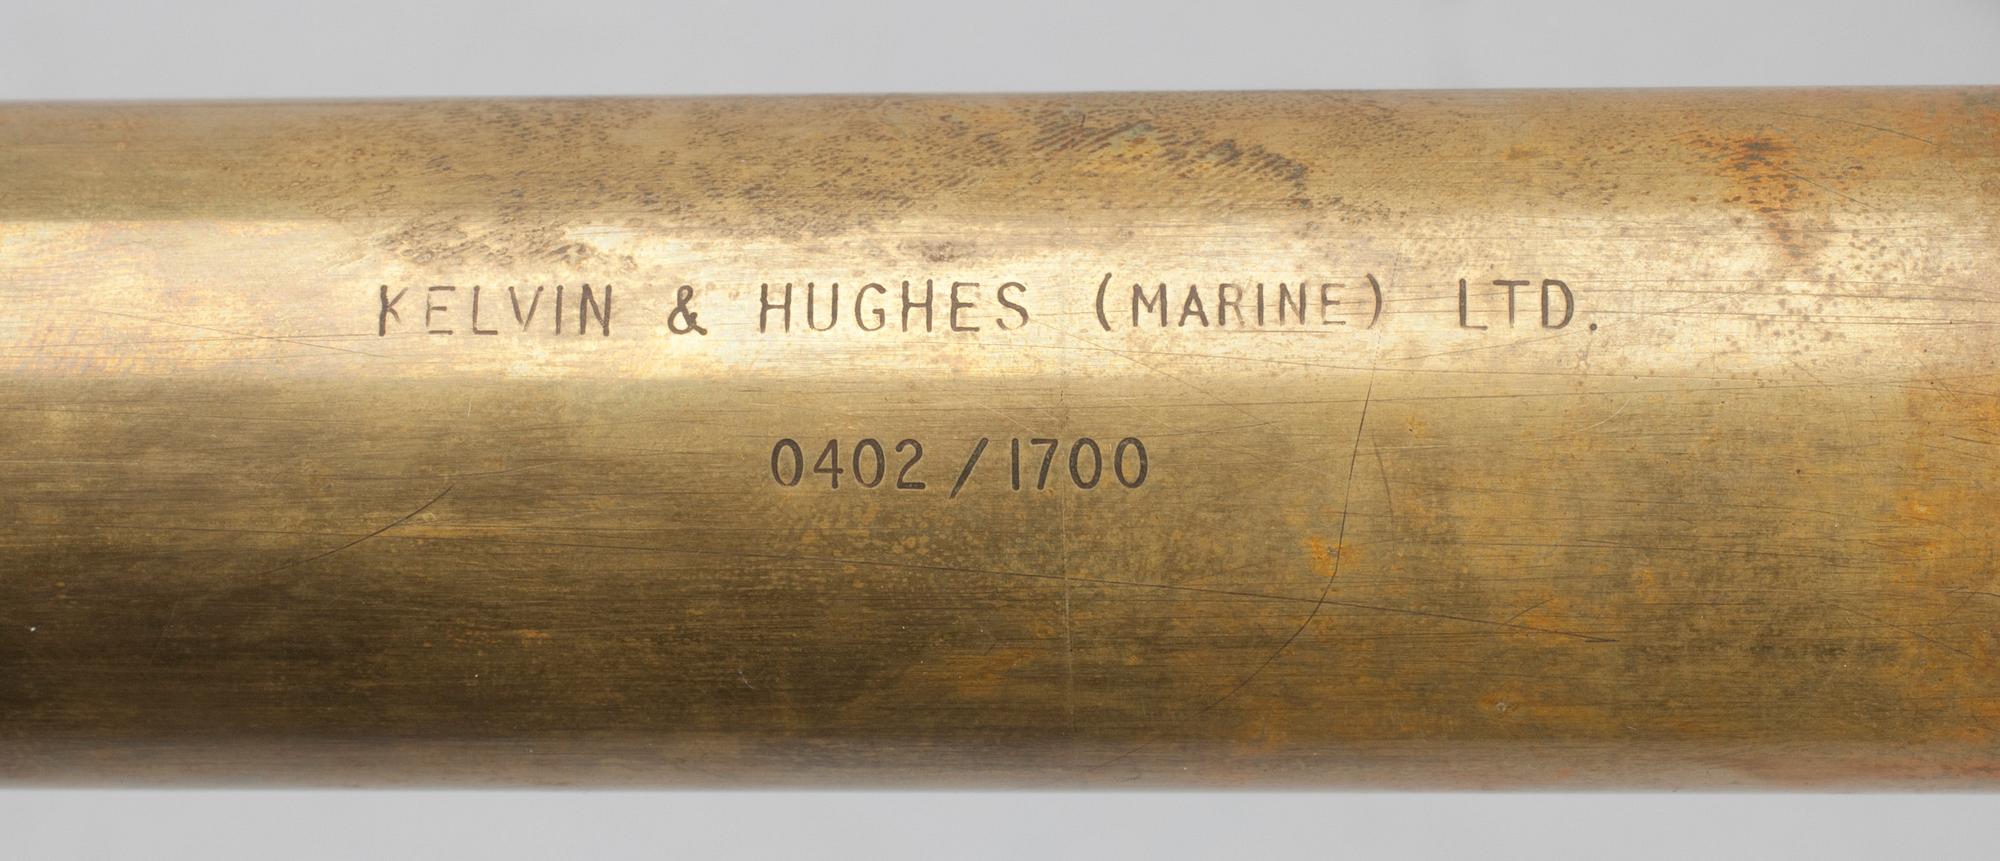 KELVIN & HUGHES (MARINE) LTD.
0402 / 1700